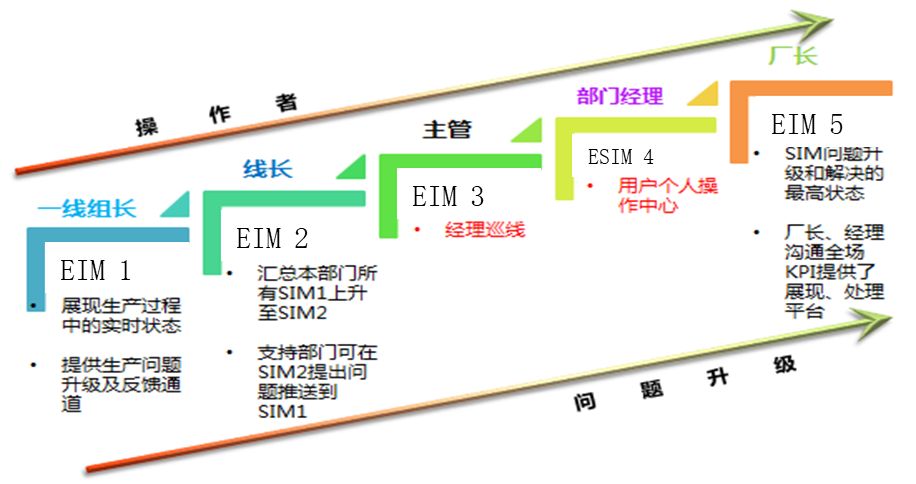 操作者
一线组长
EIM 1
• 展现生产过程
中的实时状态
• 提供生产问题
升级及反馈通
道
线长
EIM 2
• 汇总本部门所
有SIM1上升
至SIM2
• 支持部门可在
SIM2提出问
题推送到
SIM1
主管
EIM 3
• 经理巡线
部门经理
ESIM 4
• 用户个人操
作中心
厂长
EIM 5
• SIM问题升
级和解决的
最高状态
• 厂长、经理
沟通全场
KPI提供了
展现、处理
平台
问题升级